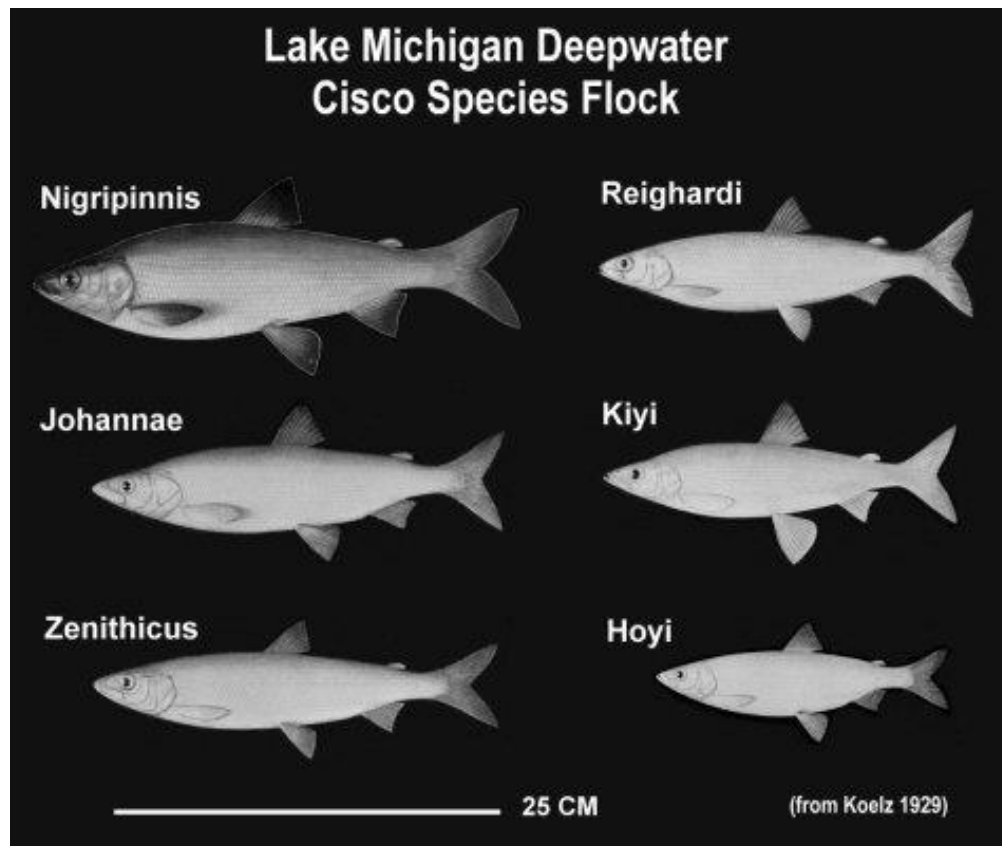 Lake Michigan Deepwater
Cisco Species Flock
Nigripinnis
Reighardi
Johannae
Kiyi
Zenithicus
Hoyi
25 CM
(from Koelz 1929)